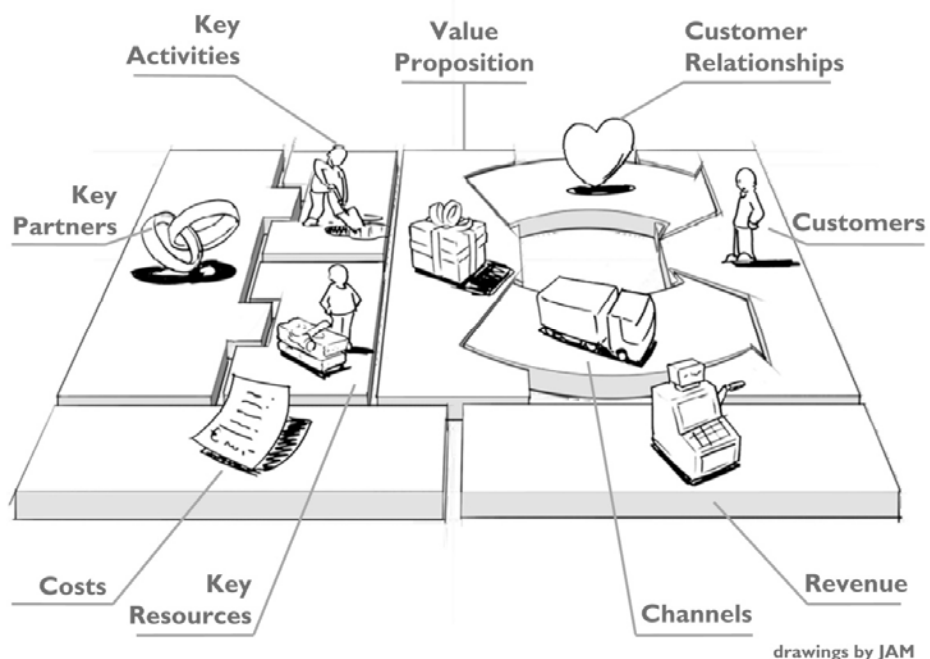 Key
Activities
Value
Proposition
Customer
Relationships
Key
Partners
Customers
Costs
Key
Resources
Channels
Revenue
drawings by JAM